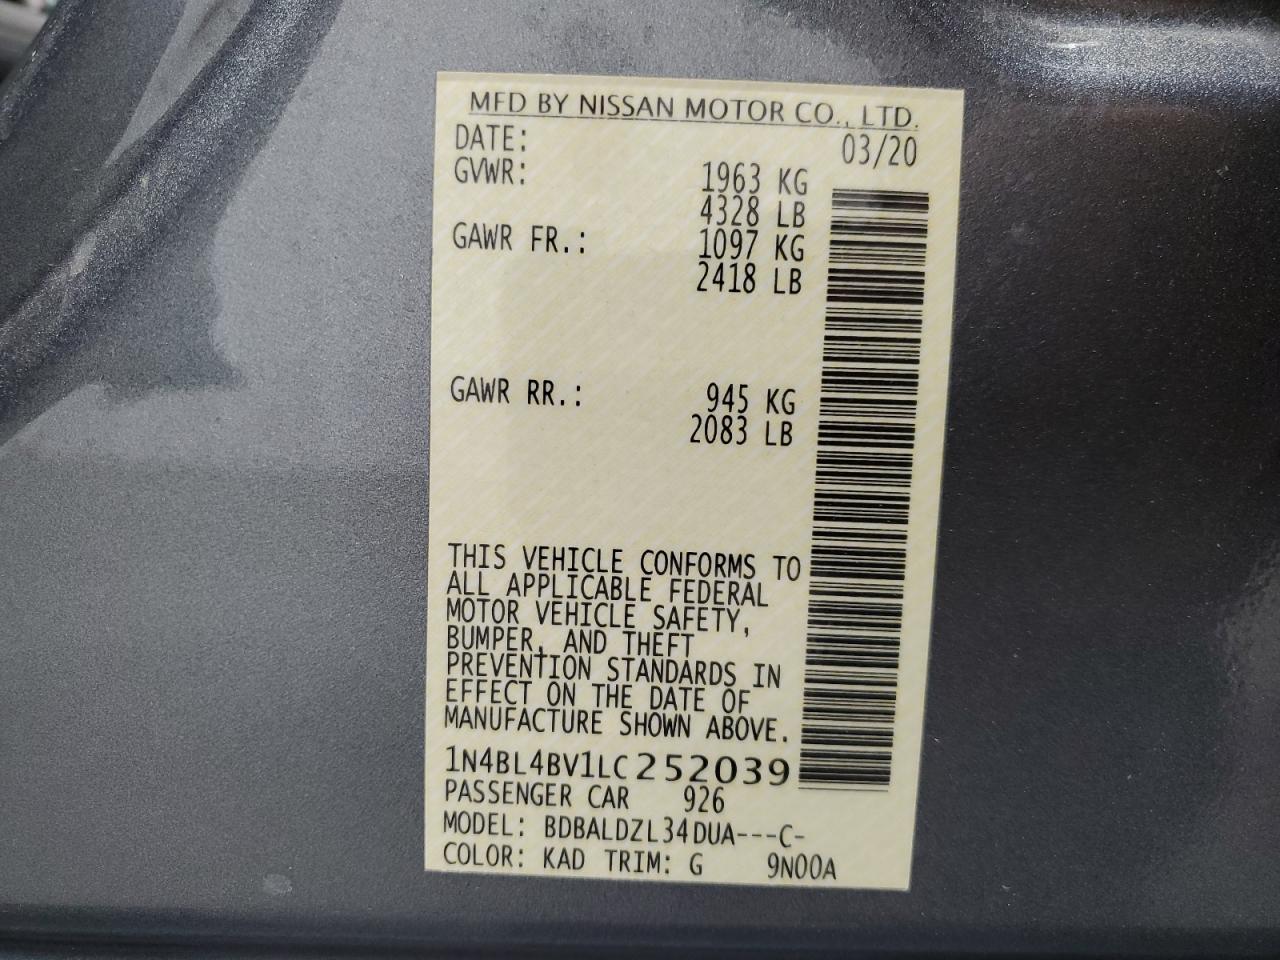 MFD BY NISSAN MOTOR CO., LTD.
DATE: 03/20
GVWR: 1963 KG
4328 LB
GAWR FR.: 1097 KG
2418 LB
GAWR RR.: 945 KG
2083 LB
THIS VEHICLE CONFORMS TO
ALL APPLICABLE FEDERAL
MOTOR VEHICLE SAFETY,
BUMPER, AND THEFT
PREVENTION STANDARDS IN
EFFECT ON THE DATE OF
MANUFACTURE SHOWN ABOVE.
1N4BL4BV1LC252039
PASSENGER CAR 926
MODEL: BDBALDZL34DUA---C-
COLOR: KAD TRIM: G 9N00A